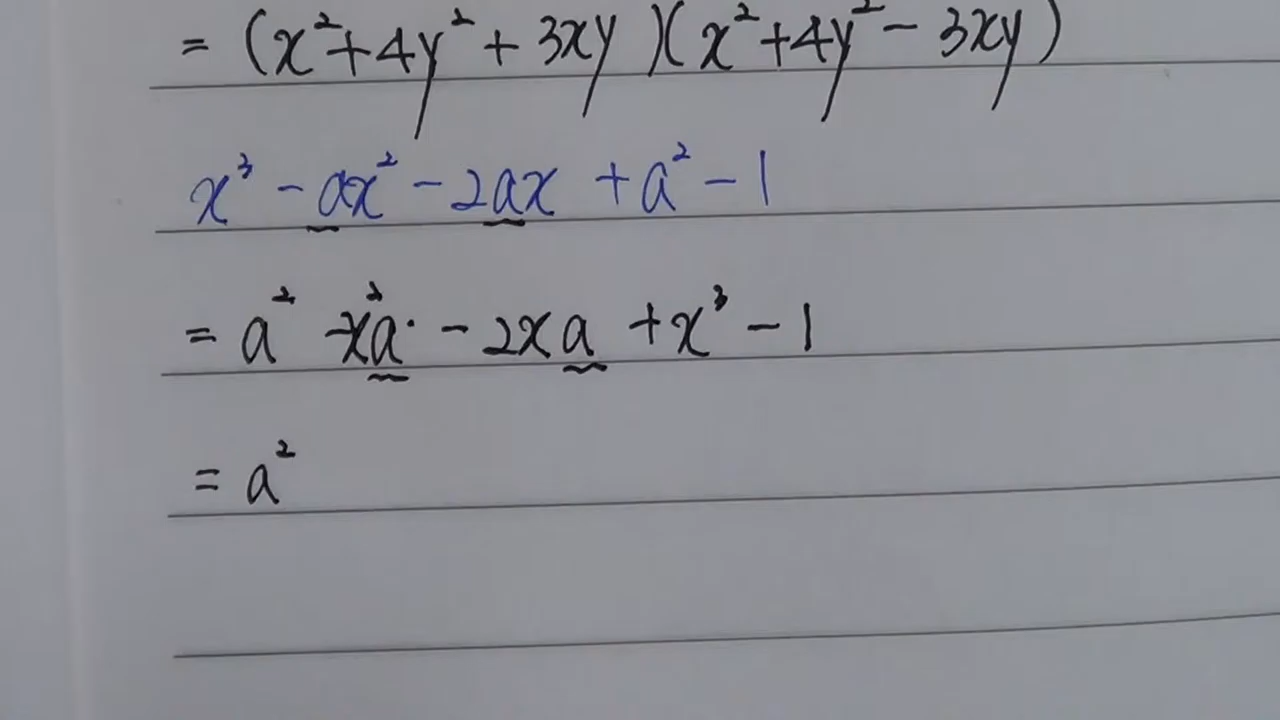 = (x²+4y²+3xy)(x²+4y²-3xy)
x³-ax²-2ax+a²-1
= a² -x²a· -2xa +x³-1
= a²